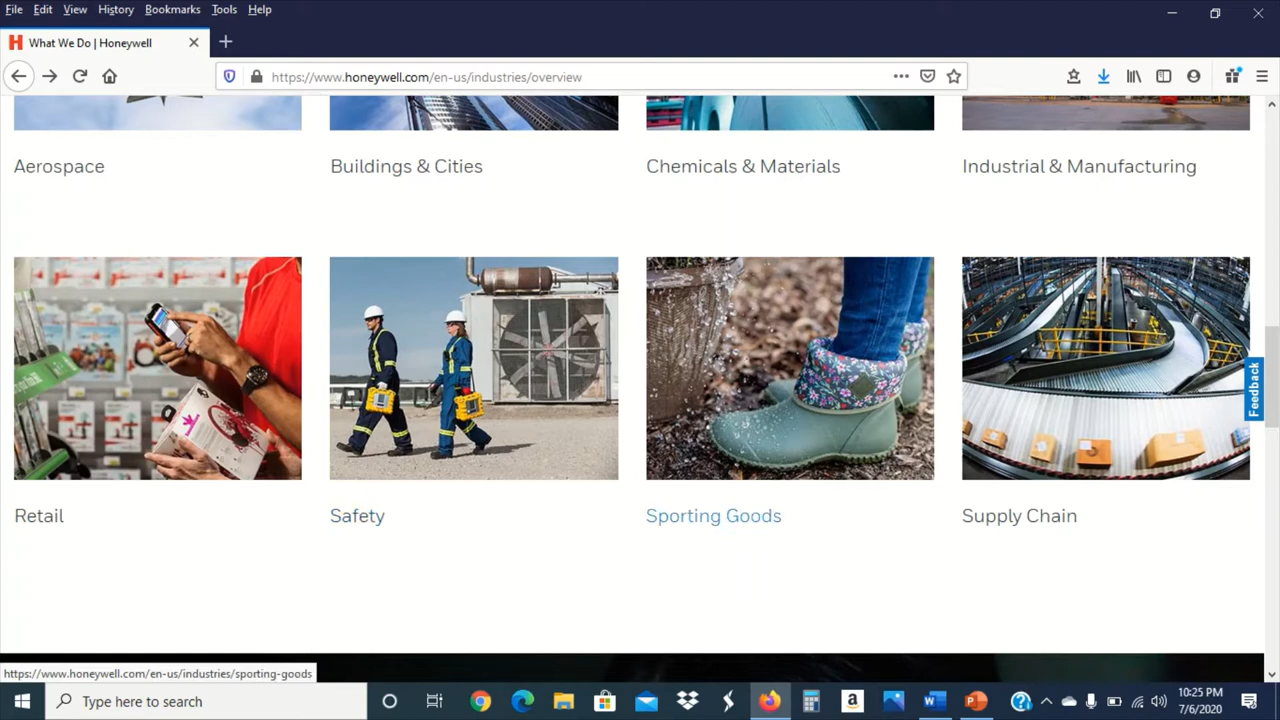 File Edit View History Bookmarks Tools Help
What We Do | Honeywell
https://www.honeywell.com/en-us/industries/overview
Aerospace
Buildings & Cities
Chemicals & Materials
Industrial & Manufacturing
Feedback
Retail
Safety
Sporting Goods
Supply Chain
https://www.honeywell.com/en-us/industries/sporting-goods
Type here to search
10:25 PM
7/6/2020